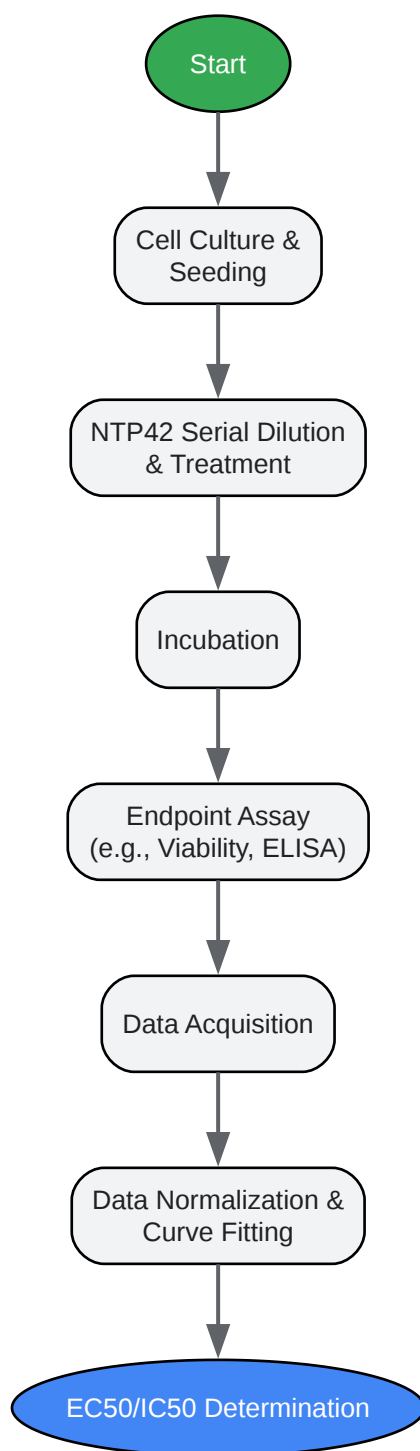 Start
Cell Culture &
Seeding
NTP42 Serial Dilution
& Treatment
Incubation
Endpoint Assay
(e.g., Viability, ELISA)
Data Acquisition
Data Normalization &
Curve Fitting
EC50/IC50 Determination